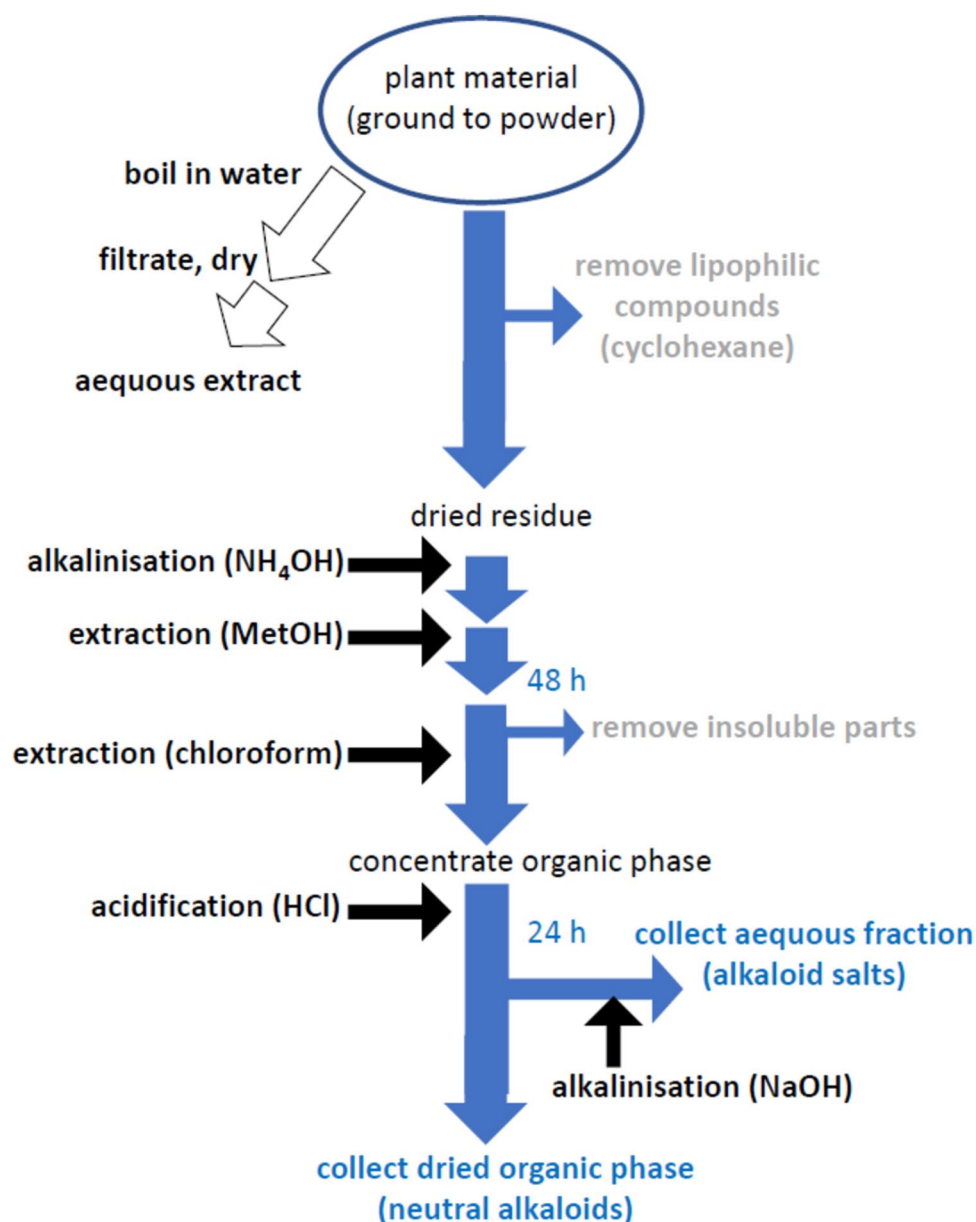 plant material
(ground to powder)
boil in water
filtrate, dry
aequous extract
remove lipophilic
compounds
(cyclohexane)
dried residue
alkalinisation (NH₄OH)
extraction (MetOH)
48 h
remove insoluble parts
extraction (chloroform)
concentrate organic phase
acidification (HCl)
24 h
collect aequous fraction
(alkaloid salts)
alkalinisation (NaOH)
collect dried organic phase
(neutral alkaloids)